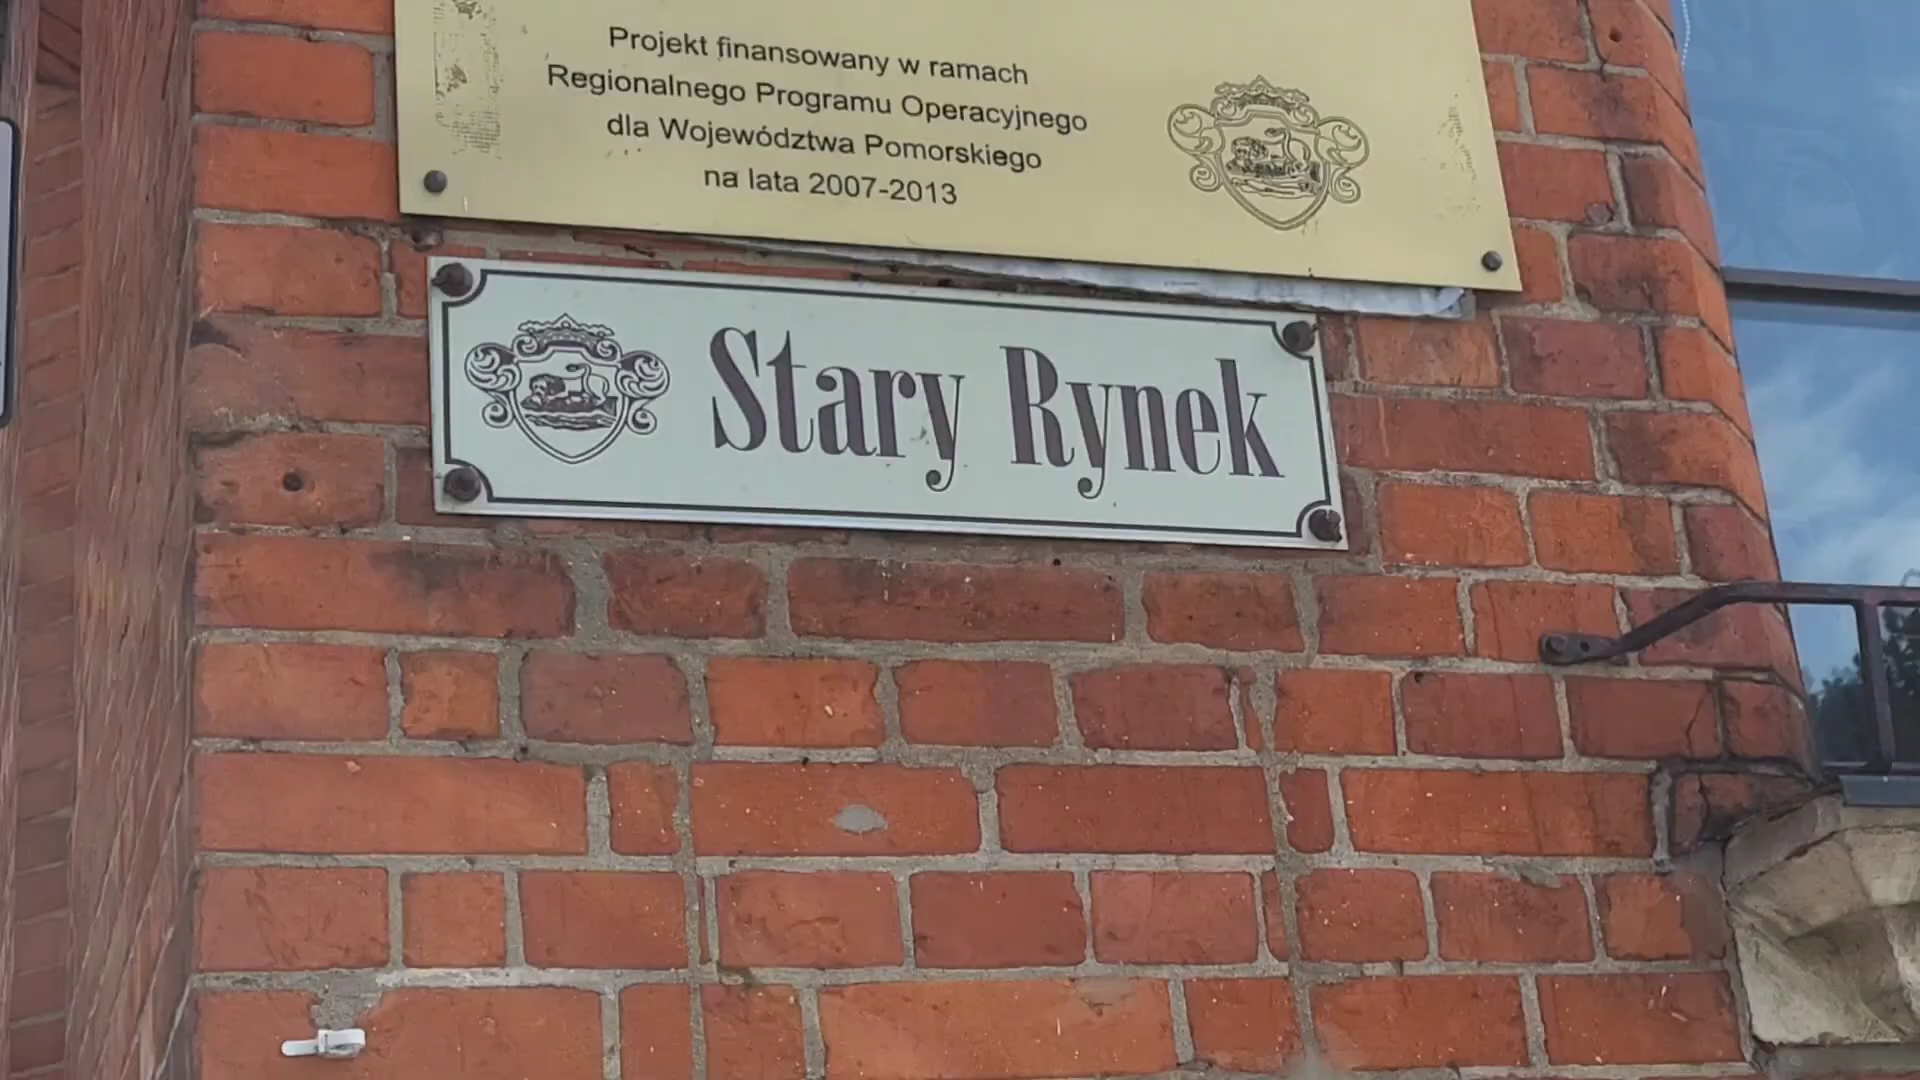 Projekt finansowany w ramach
Regionalnego Programu Operacyjnego
dla Województwa Pomorskiego
na lata 2007-2013
Stary Rynek